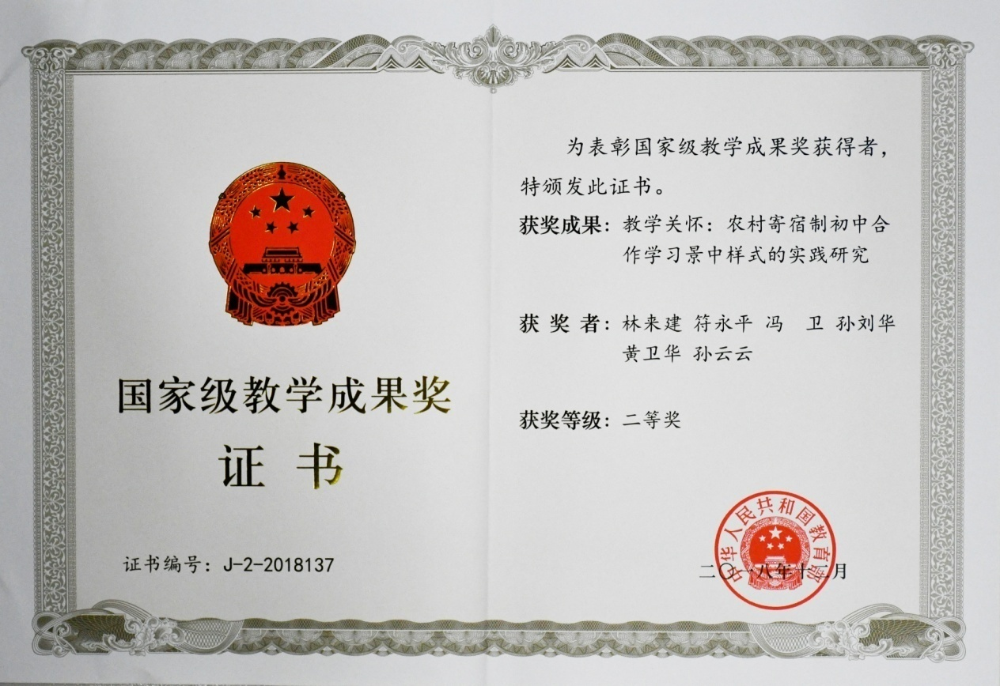 国家级教学成果奖
证 书
证书编号：J-2-2018137
为表彰国家级教学成果奖获得者，
特颁发此证书。
获奖成果：教学关怀：农村寄宿制初中合
作学习景中样式的实践研究
获 奖 者：林来建 符永平 冯　卫 孙刘华
黄卫华 孙云云
获奖等级：二等奖
中华人民共和国教育部
二〇一八年十二月